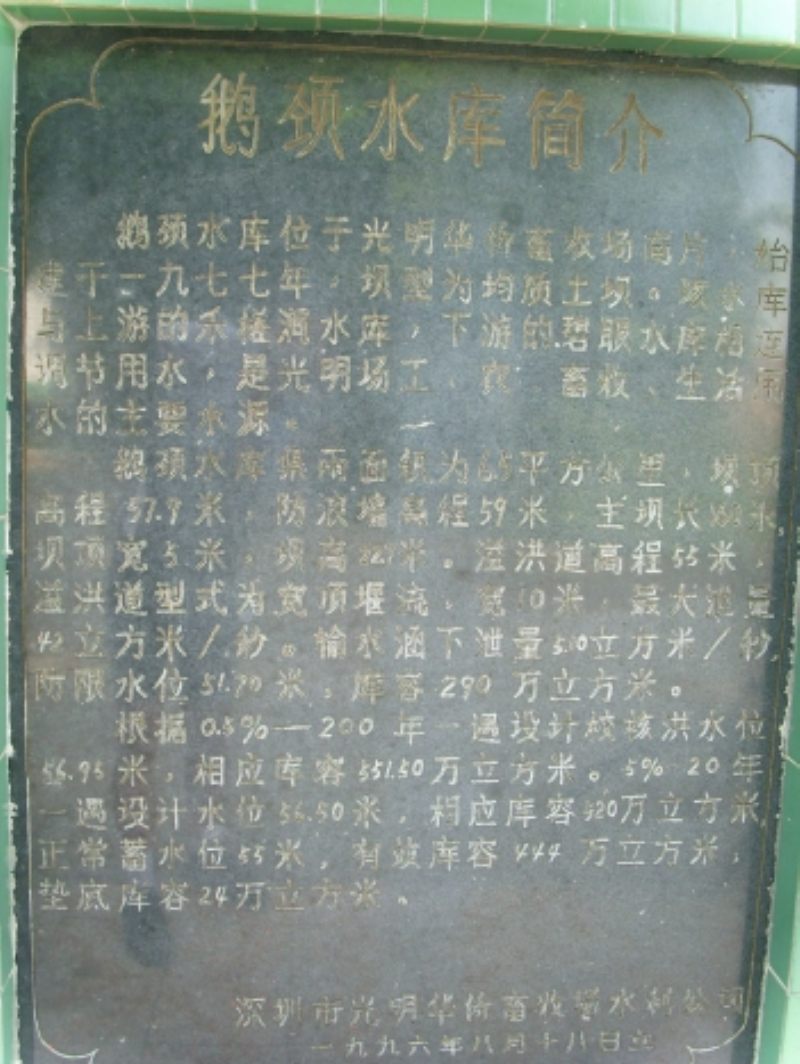 鹅颈水库简介
鹅颈水库位于光明华侨畜牧场南片，始
建于一九七七年，坝型为均质土坝。该水库
与上游的禾槎涧水库，下游的碧眼水库相连
调节用水，是光明场工、农、畜牧、生活用
水的主要水源。
鹅颈水库集雨面积为6.5平方公里，坝顶
高程57.9米，防浪墙高程59米，主坝长 米，
坝顶宽5米，坝高 米。溢洪道高程55米，
溢洪道型式为宽顶堰流，宽10米，最大泄量
42立方米/秒。输水涵下泄量 立方米/秒，
防限水位51.70米，库容290万立方米。
根据0.5%—200年一遇设计校核洪水位
56.95米，相应库容551.50万立方米。5%-20年
一遇设计水位56.50米，相应库容520万立方米，
正常蓄水位55米，有效库容444万立方米，
垫底库容24万立方米。
深圳市光明华侨畜牧场水利公司
一九九六年八月十八日立